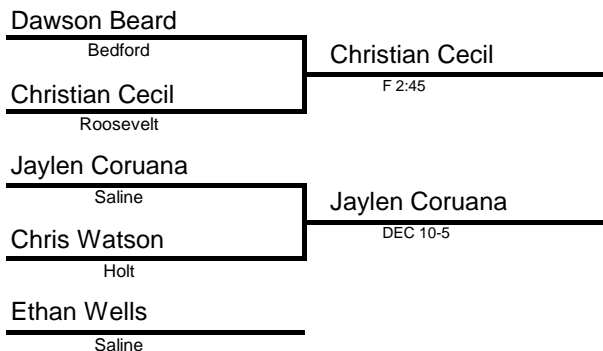 Dawson Beard
Bedford
Christian Cecil
F 2:45
Christian Cecil
Roosevelt
Jaylen Coruana
Saline
Jaylen Coruana
DEC 10-5
Chris Watson
Holt
Ethan Wells
Saline